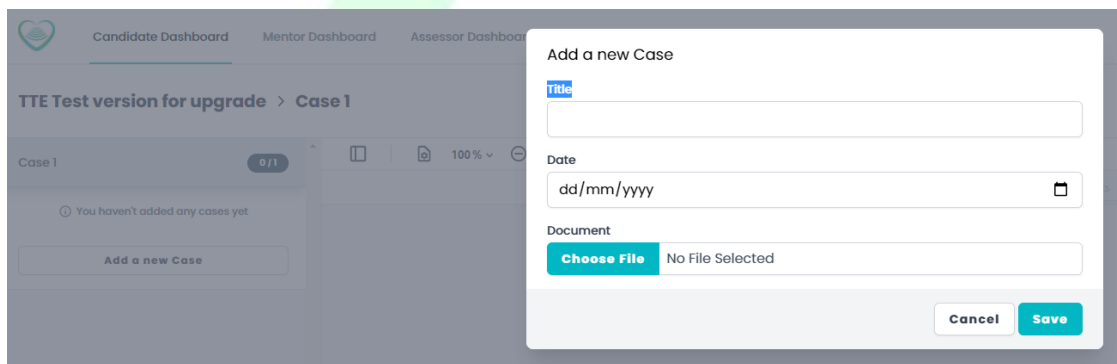 Candidate Dashboard
Mentor Dashboard
Assessor Dashboar
TTE Test version for upgrade > Case 1
Case 1
0/1
100%
You haven't added any cases yet
Add a new Case
Add a new Case
Title
Date
dd/mm/yyyy
Document
Choose File
No File Selected
Cancel
Save